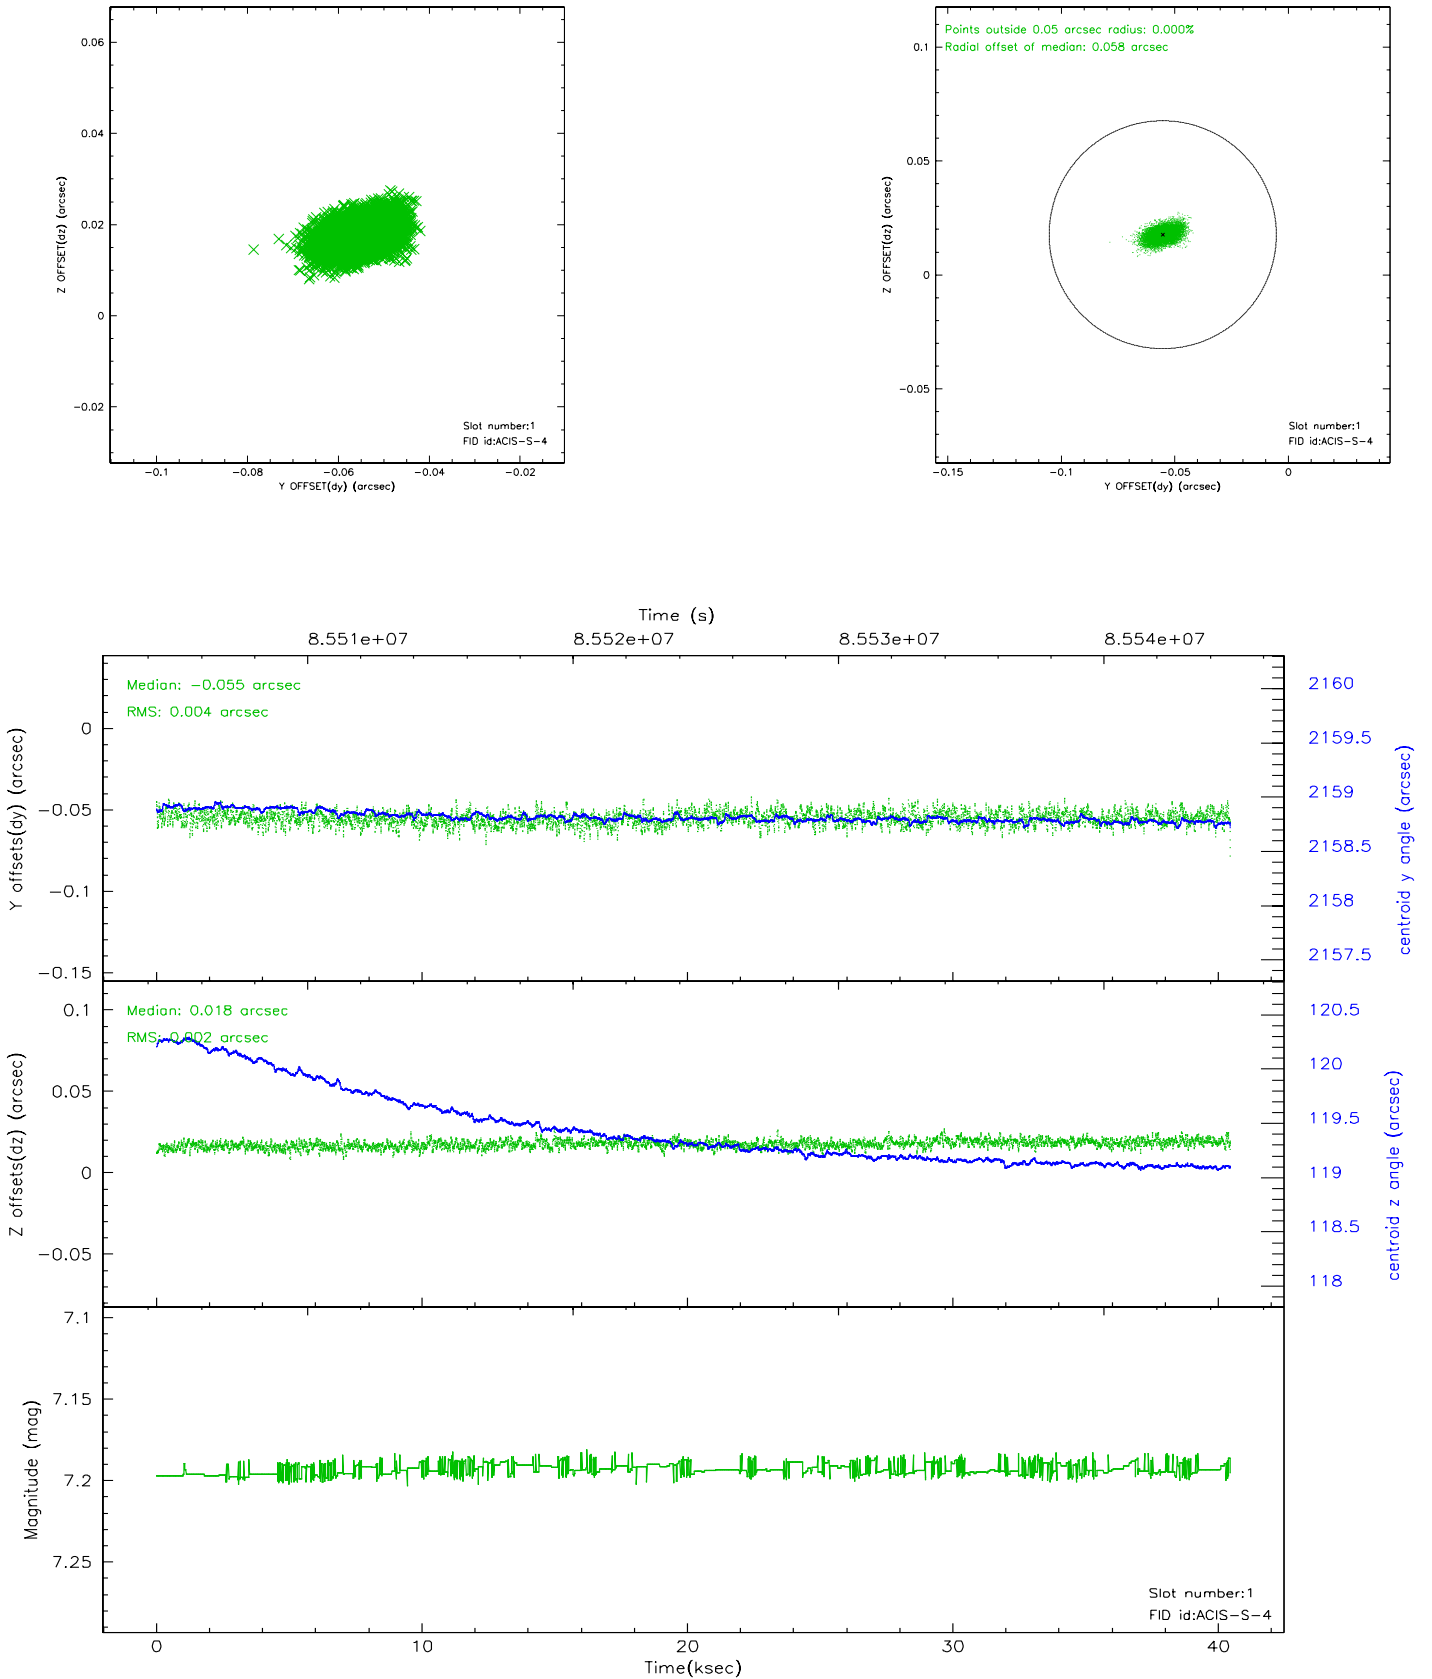 0.06
0.04
0.02
0
−0.02
Z OFFSET(dz) (arcsec)
−0.1
−0.08
−0.06
−0.04
−0.02
Y OFFSET(dy) (arcsec)
Slot number:1
FID id:ACIS−S−4
Points outside 0.05 arcsec radius: 0.000%
Radial offset of median: 0.058 arcsec
0.1
0.05
0
−0.05
Z OFFSET(dz) (arcsec)
−0.15
−0.1
−0.05
0
Y OFFSET(dy) (arcsec)
Slot number:1
FID id:ACIS−S−4
Time (s)
8.551e+07
8.552e+07
8.553e+07
8.554e+07
Median: −0.055 arcsec
RMS: 0.004 arcsec
0
−0.05
−0.1
−0.15
Y offsets(dy) (arcsec)
2160
2159.5
2159
2158.5
2158
2157.5
centroid y angle (arcsec)
Median: 0.018 arcsec
RMS: 0.002 arcsec
0.1
0.05
0
−0.05
Z offsets(dz) (arcsec)
120.5
120
119.5
119
118.5
118
centroid z angle (arcsec)
7.1
7.15
7.2
7.25
Magnitude (mag)
Slot number:1
FID id:ACIS−S−4
0
10
20
30
40
Time(ksec)